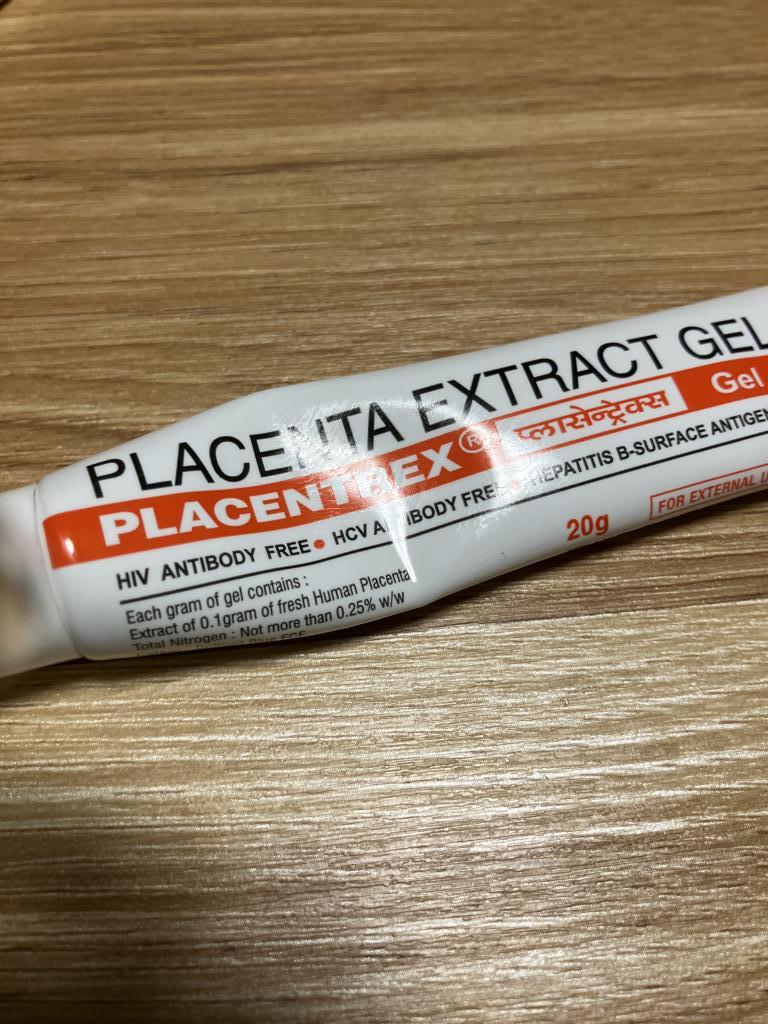 PLACENTA EXTRACT GEL
PLACENTREX® प्लासेन्ट्रेक्स Gel
HIV ANTIBODY FREE • HCV ANTIBODY FREE • HEPATITIS B-SURFACE ANTIGEN
20g FOR EXTERNAL U
Each gram of gel contains :
Extract of 0.1gram of fresh Human Placenta
Total Nitrogen : Not more than 0.25% w/w